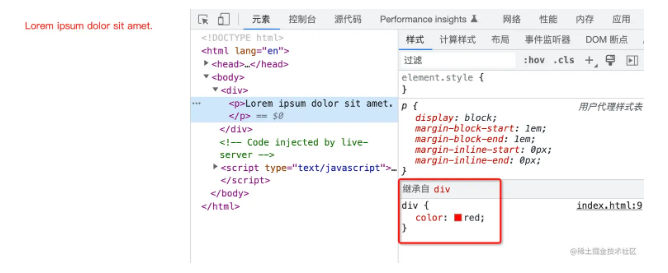 Lorem ipsum dolor sit amet.
元素 控制台 源代码 Performance insights 网络 性能 内存 应用
<!DOCTYPE html>
<html lang="en">
<head>…</head>
<body>
<div>
… <p>Lorem ipsum dolor sit amet.
</p> == $0
</div>
<!-- Code injected by live-
server -->
<script type="text/javascript">…
</script>
</body>
</html>
样式 计算样式 布局 事件监听器 DOM 断点
过滤 :hov .cls +
element.style {
}
p { 用户代理样式表
display: block;
margin-block-start: 1em;
margin-block-end: 1em;
margin-inline-start: 0px;
margin-inline-end: 0px;
}
继承自 div
div { index.html:9
color: red;
}
@稀土掘金技术社区